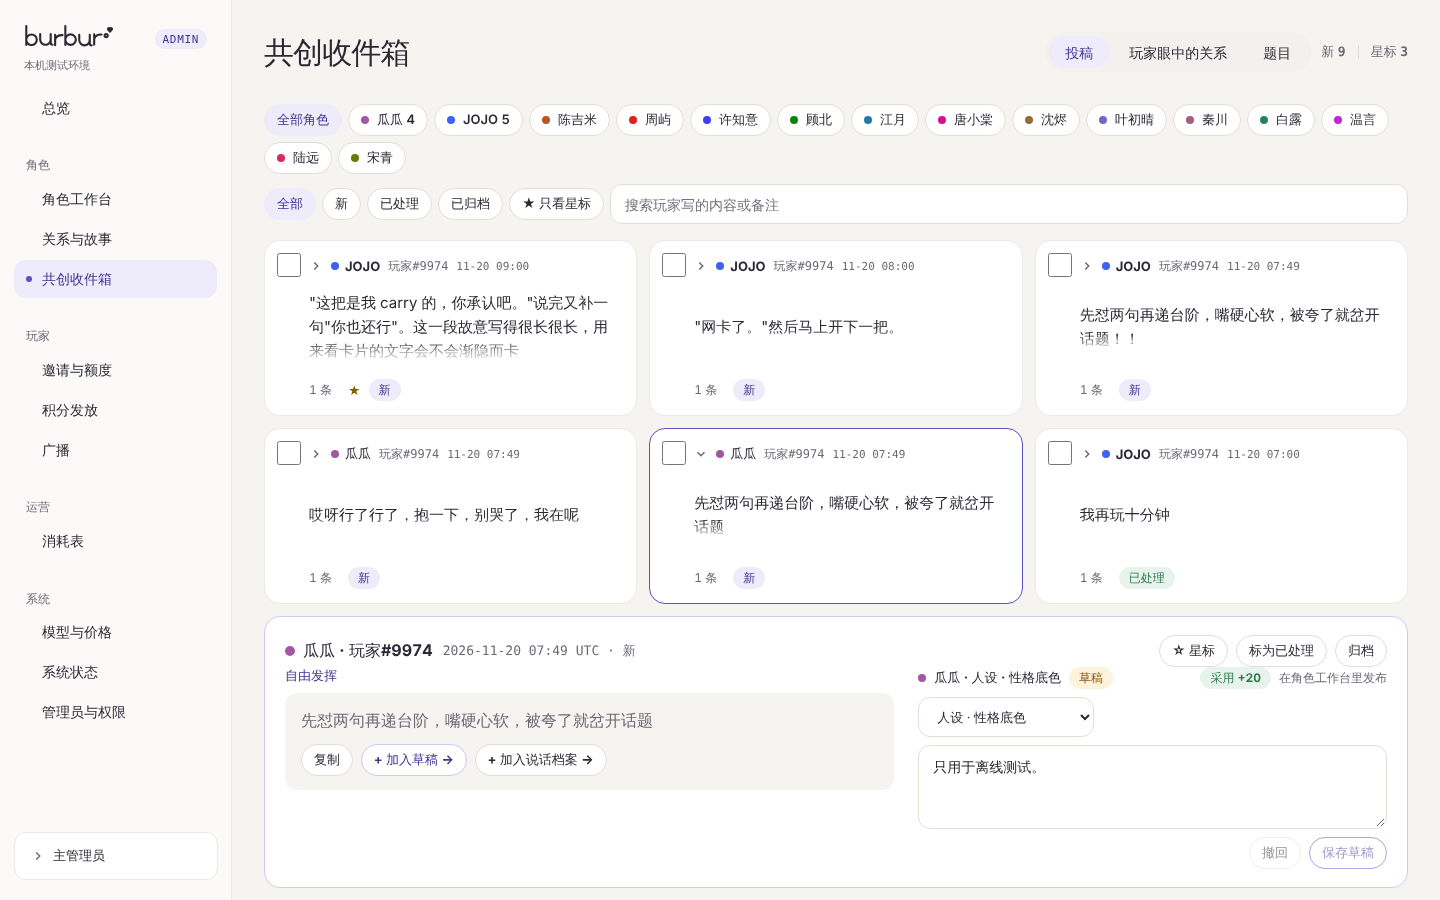 burbur
ADMIN
本机测试环境
总览
角色
角色工作台
关系与故事
共创收件箱
玩家
邀请与额度
积分发放
广播
运营
消耗表
系统
模型与价格
系统状态
管理员与权限
主管理员
共创收件箱
投稿 玩家眼中的关系 题目 新 9 星标 3
全部角色 瓜瓜 4 JOJO 5 陈吉米 周屿 许知意 顾北 江月 唐小棠 沈烬 叶初晴 秦川 白露 温言
陆远 宋青
全部 新 已处理 已归档 ★ 只看星标 搜索玩家写的内容或备注
JOJO 玩家#9974 11-20 09:00
"这把是我 carry 的，你承认吧。"说完又补一
句"你也还行"。这一段故意写得很长很长，用
来看卡片的文字会不会渐隐而卡
1 条 ★ 新
JOJO 玩家#9974 11-20 08:00
"网卡了。"然后马上开下一把。
1 条 新
JOJO 玩家#9974 11-20 07:49
先怼两句再递台阶，嘴硬心软，被夸了就岔开
话题！！
1 条 新
瓜瓜 玩家#9974 11-20 07:49
哎呀行了行了，抱一下，别哭了，我在呢
1 条 新
瓜瓜 玩家#9974 11-20 07:49
先怼两句再递台阶，嘴硬心软，被夸了就岔开
话题
1 条 新
JOJO 玩家#9974 11-20 07:00
我再玩十分钟
1 条 已处理
瓜瓜 · 玩家#9974 2026-11-20 07:49 UTC · 新
☆ 星标 标为已处理 归档
自由发挥
先怼两句再递台阶，嘴硬心软，被夸了就岔开话题
复制 + 加入草稿 → + 加入说话档案 →
瓜瓜 · 人设 · 性格底色 草稿 采用 +20 在角色工作台里发布
人设 · 性格底色
只用于离线测试。
撤回 保存草稿